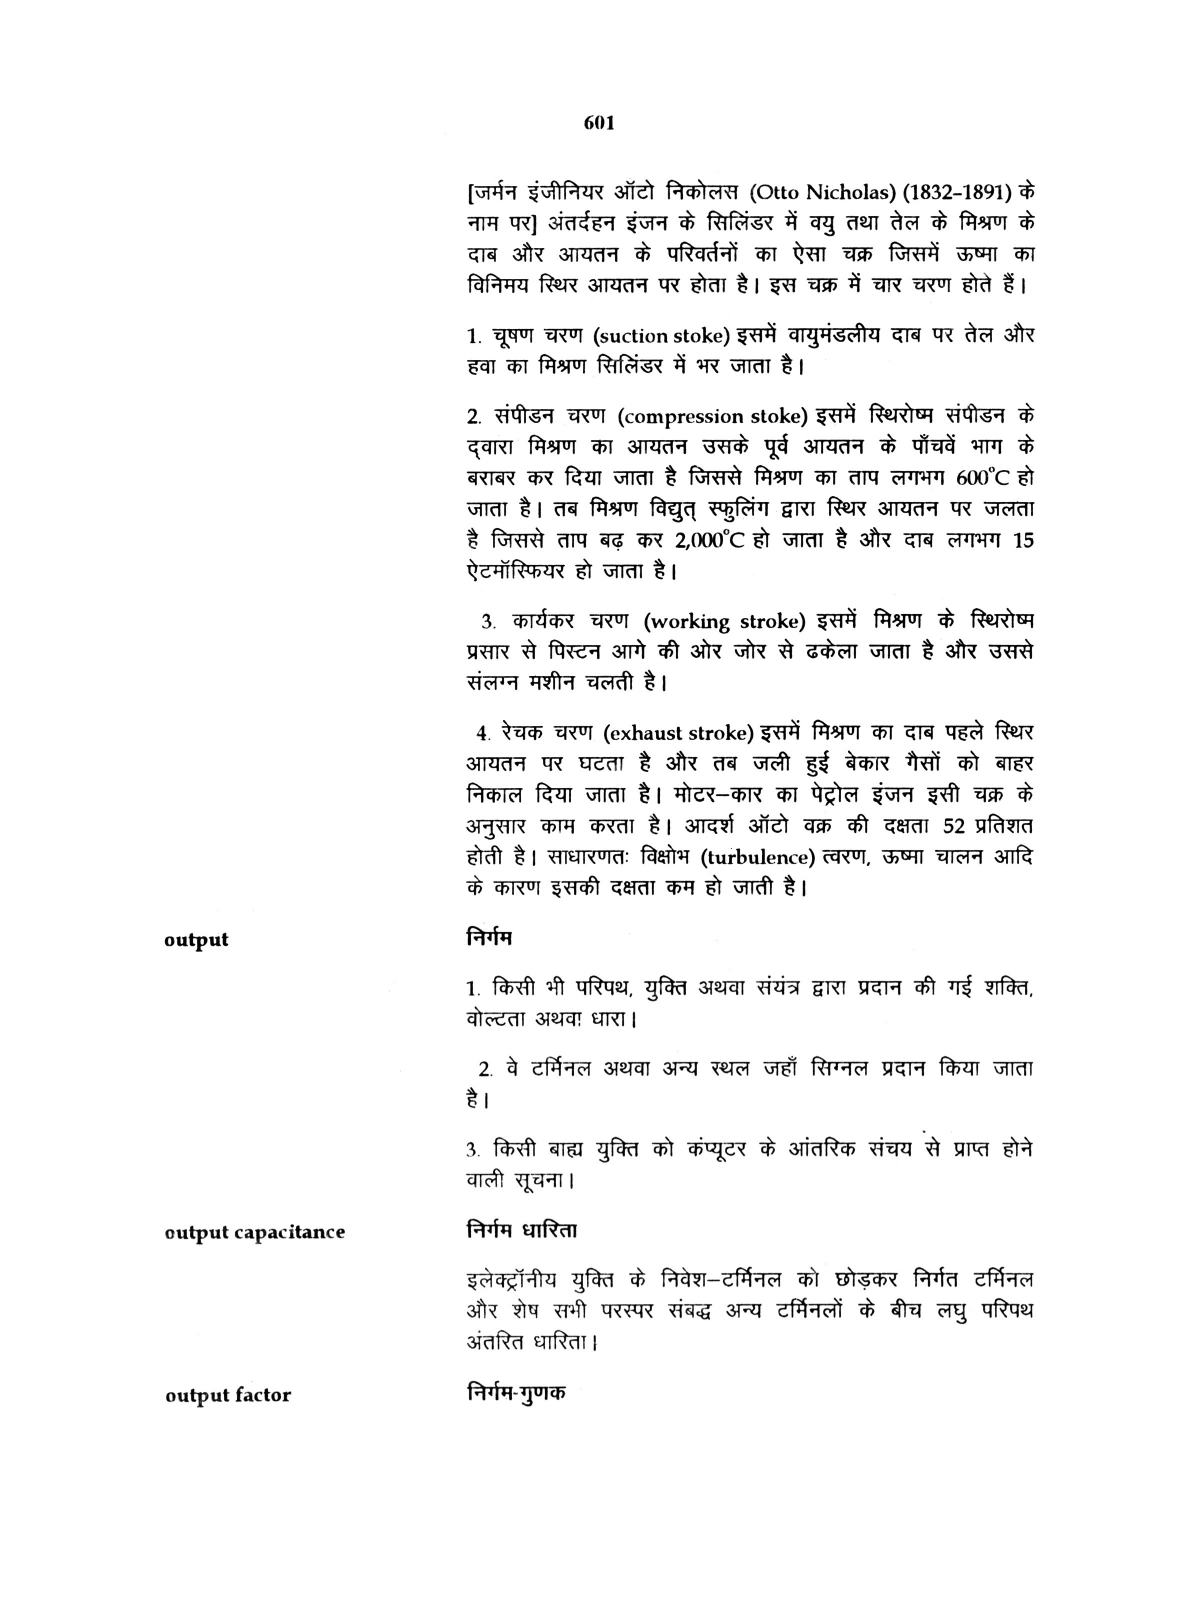 601
[जर्मन इंजीनियर ऑटो निकोलस (Otto Nicholas) (1832-1891) के
नाम पर] अंतर्दहन इंजन के सिलिंडर में वयु तथा तेल के मिश्रण के
दाब और आयतन के परिवर्तनों का ऐसा चक्र जिसमें ऊष्मा का
विनिमय स्थिर आयतन पर होता है। इस चक्र में चार चरण होते हैं।
1. चूषण चरण (suction stoke) इसमें वायुमंडलीय दाब पर तेल और
हवा का मिश्रण सिलिंडर में भर जाता है।
2. संपीडन चरण (compression stoke) इसमें स्थिरोष्म संपीडन के
द्वारा मिश्रण का आयतन उसके पूर्व आयतन के पाँचवें भाग के
बराबर कर दिया जाता है जिससे मिश्रण का ताप लगभग 600°C हो
जाता है। तब मिश्रण विद्युत् स्फुलिंग द्वारा स्थिर आयतन पर जलता
है जिससे ताप बढ़ कर 2,000°C हो जाता है और दाब लगभग 15
ऐटमॉस्फियर हो जाता है।
3. कार्यकर चरण (working stroke) इसमें मिश्रण के स्थिरोष्म
प्रसार से पिस्टन आगे की ओर जोर से ढकेला जाता है और उससे
संलग्न मशीन चलती है।
4. रेचक चरण (exhaust stroke) इसमें मिश्रण का दाब पहले स्थिर
आयतन पर घटता है और तब जली हुई बेकार गैसों को बाहर
निकाल दिया जाता है। मोटर–कार का पेट्रोल इंजन इसी चक्र के
अनुसार काम करता है। आदर्श ऑटो वक्र की दक्षता 52 प्रतिशत
होती है। साधारणतः विक्षोभ (turbulence) त्वरण, ऊष्मा चालन आदि
के कारण इसकी दक्षता कम हो जाती है।
output निर्गम
1. किसी भी परिपथ, युक्ति अथवा संयंत्र द्वारा प्रदान की गई शक्ति,
वोल्टता अथवा धारा।
2. वे टर्मिनल अथवा अन्य स्थल जहाँ सिग्नल प्रदान किया जाता
है।
3. किसी बाह्य युक्ति को कंप्यूटर के आंतरिक संचय से प्राप्त होने
वाली सूचना।
output capacitance निर्गम धारिता
इलेक्ट्रॉनीय युक्ति के निवेश–टर्मिनल को छोड़कर निर्गत टर्मिनल
और शेष सभी परस्पर संबद्ध अन्य टर्मिनलों के बीच लघु परिपथ
अंतरित धारिता।
output factor निर्गम-गुणक